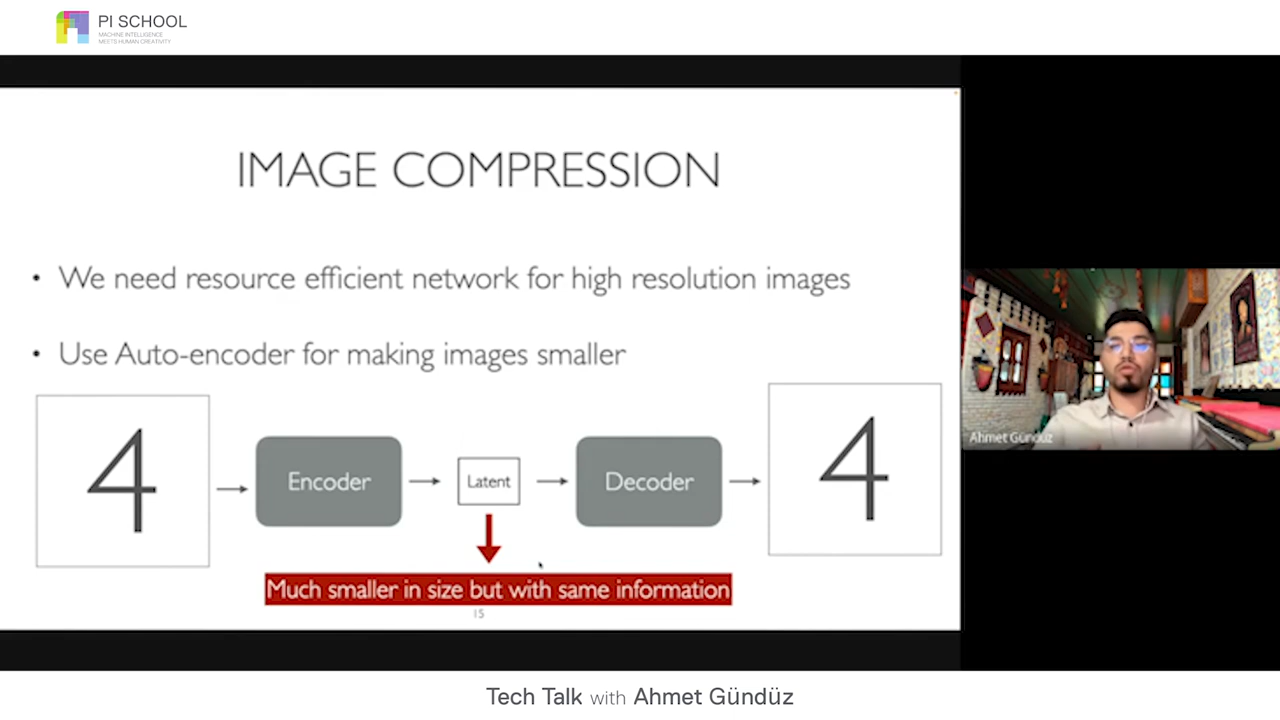 PI SCHOOL
MACHINE INTELLIGENCE
MEETS HUMAN CREATIVITY
IMAGE COMPRESSION
• We need resource efficient network for high resolution images
• Use Auto-encoder for making images smaller
4
Encoder
Latent
Decoder
4
Much smaller in size but with same information
15
Ahmet Gündüz
Tech Talk with Ahmet Gündüz